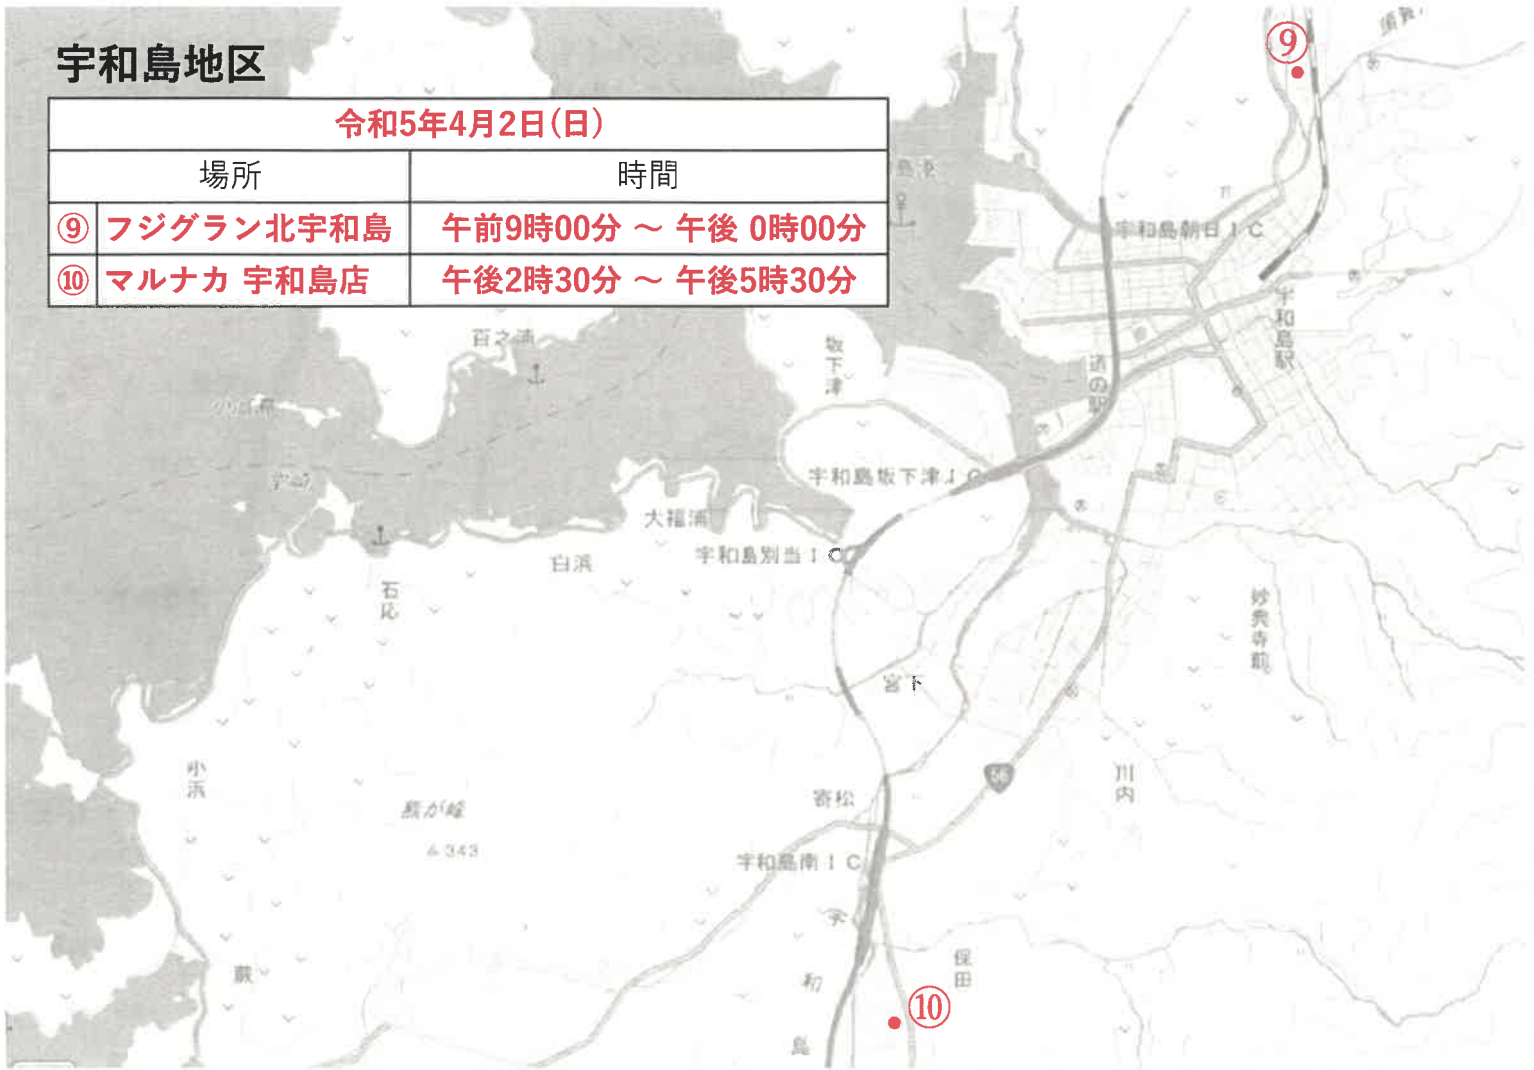 宇和島地区
令和5年4月2日(日)
場所 時間
⑨ フジグラン北宇和島 午前9時00分 ～ 午後 0時00分
⑩ マルナカ 宇和島店 午後2時30分 ～ 午後5時30分
⑨
須賀
宇和島朝日IC
宇和島駅
道の駅
坂下津
百之浦
宇和島坂下津IC
大福浦
宇和島別当IC
白浜
石応
妙典寺前
宮下
56
川内
小浜
熊が峰
343
寄松
宇和島南IC
宇和島
保田
蕨
⑩